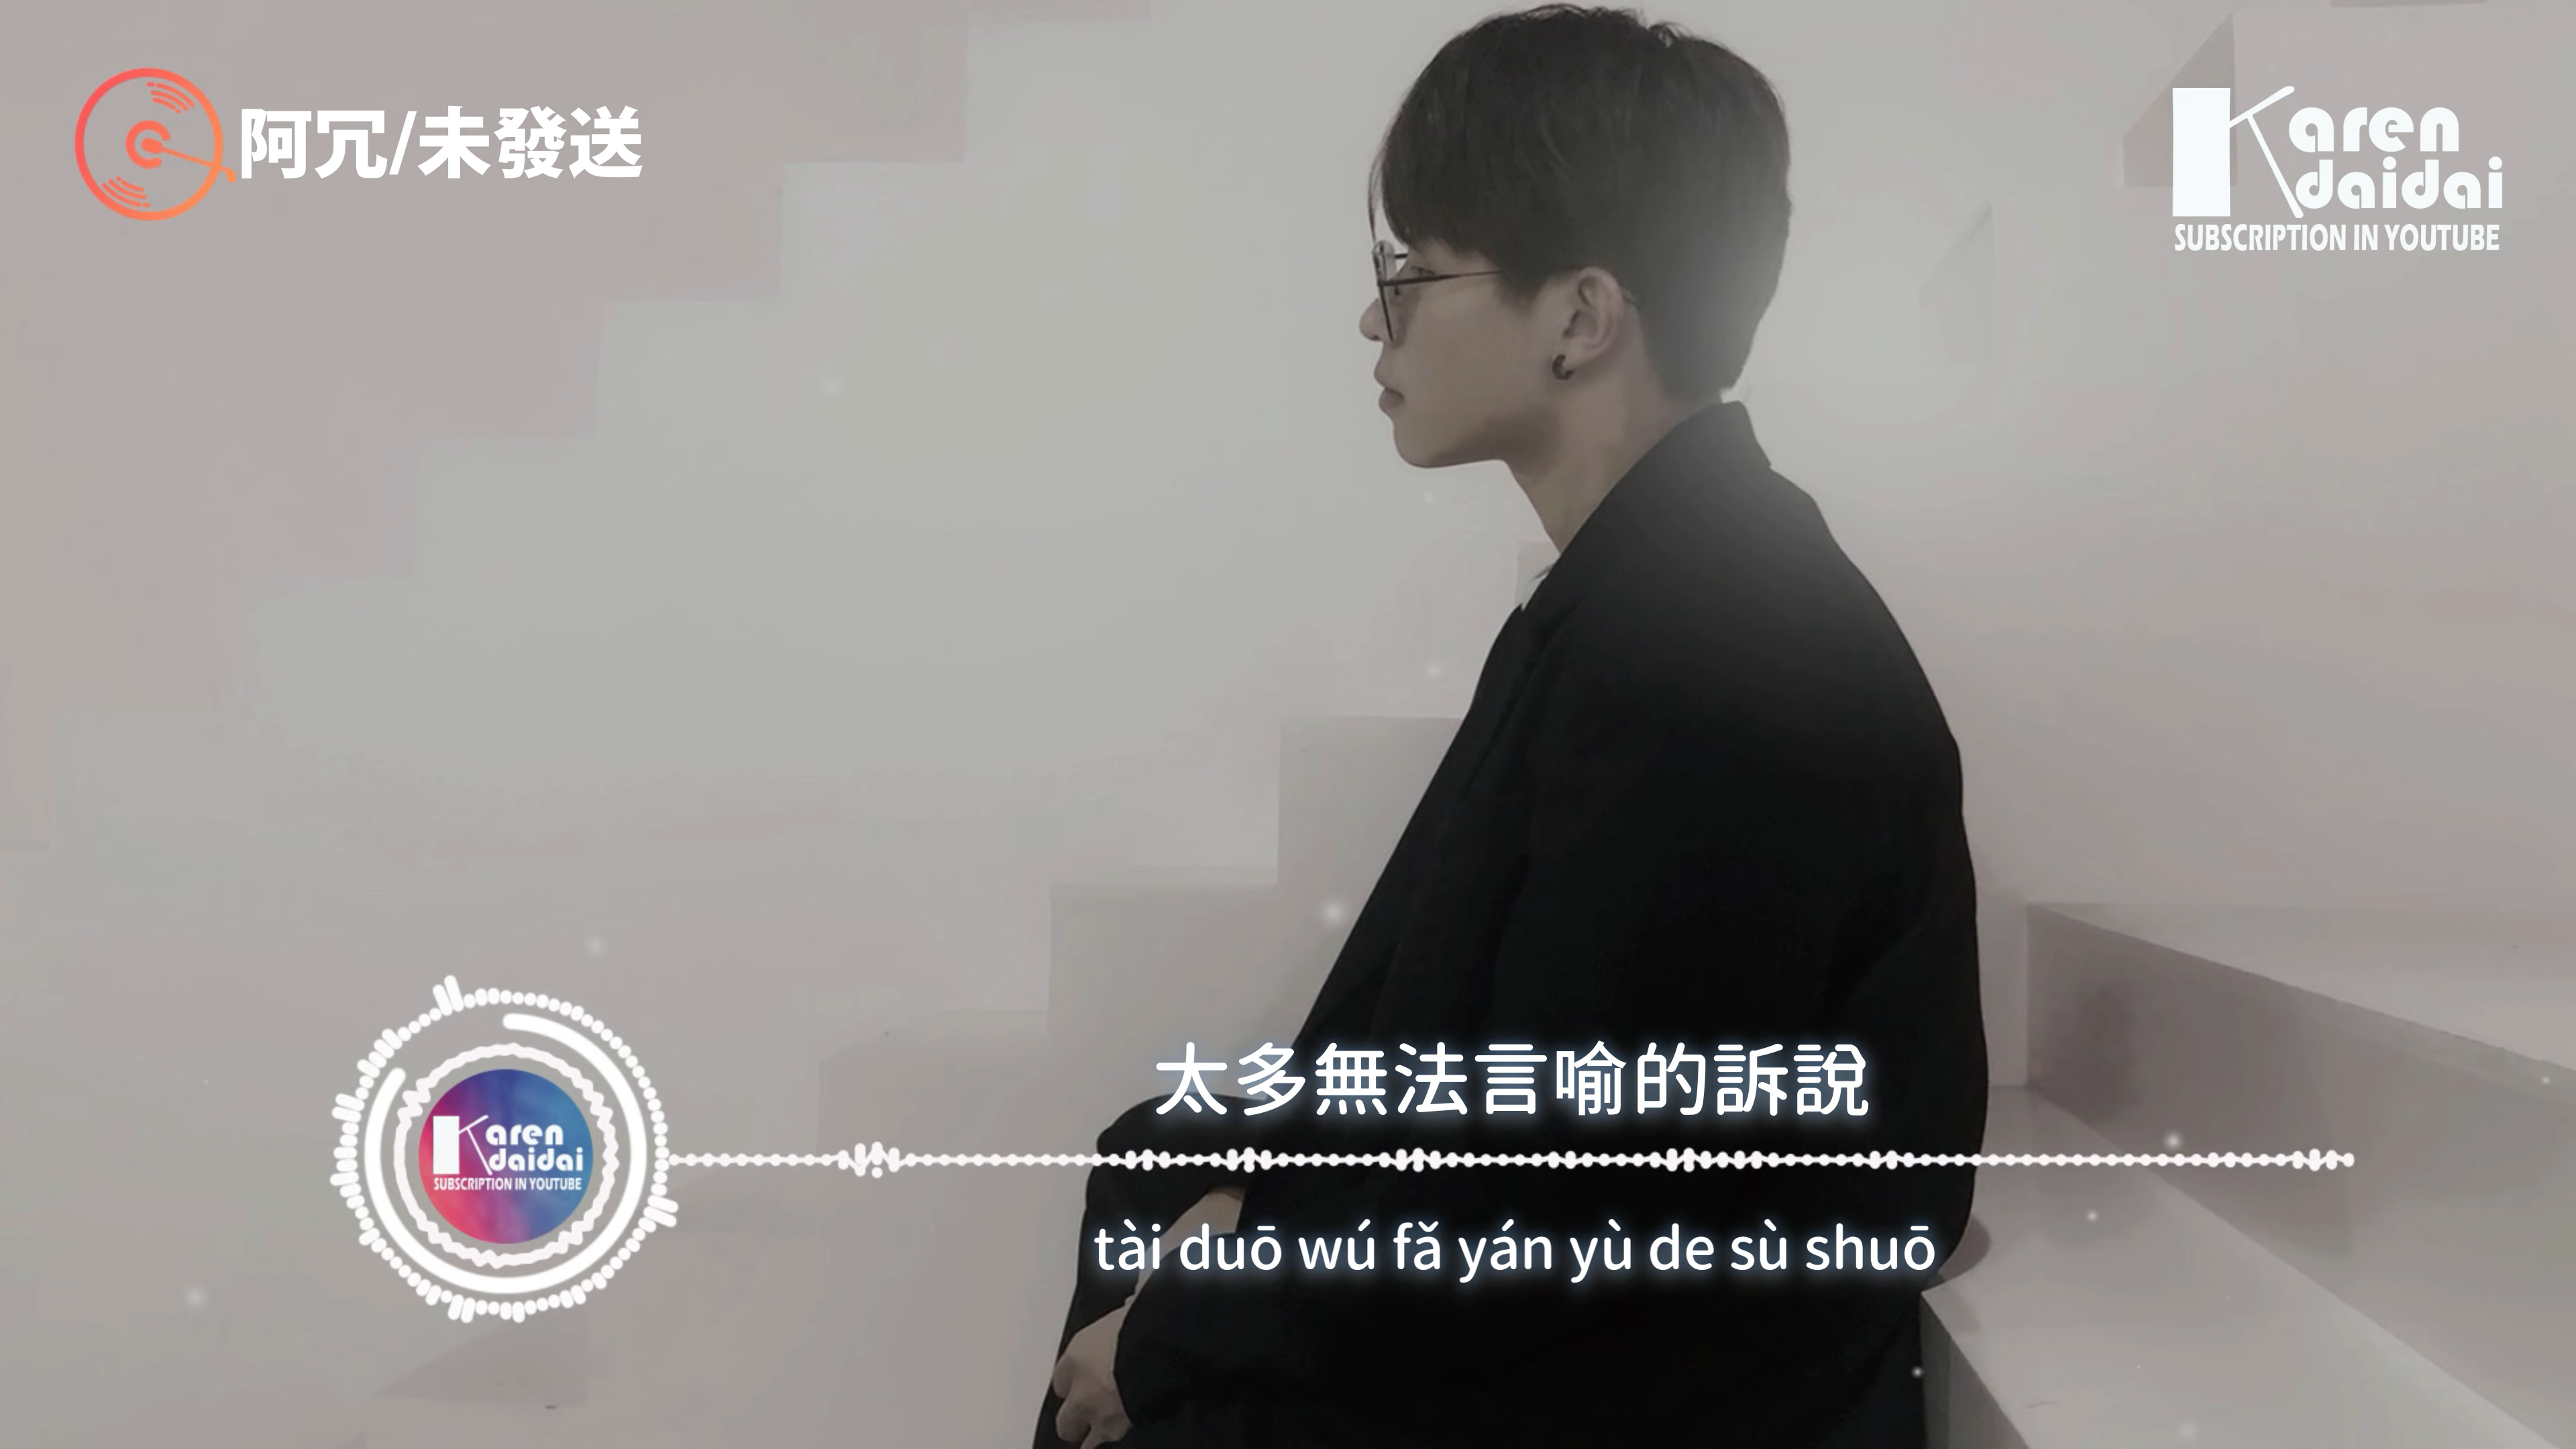 阿冗/未發送
Karen
daidai
SUBSCRIPTION IN YOUTUBE
太多無法言喻的訴說
tài duō wú fǎ yán yù de sù shuō
Karen
daidai
SUBSCRIPTION IN YOUTUBE